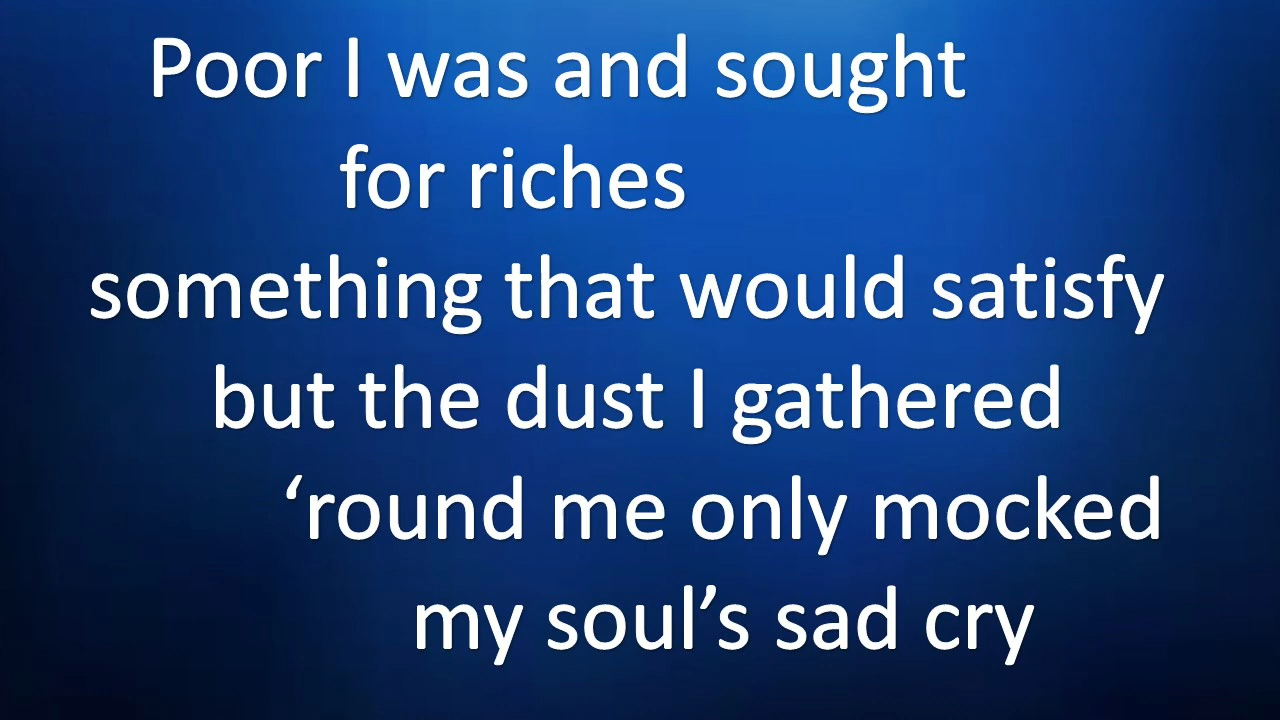 Poor I was and sought
for riches
something that would satisfy
but the dust I gathered
‘round me only mocked
my soul’s sad cry